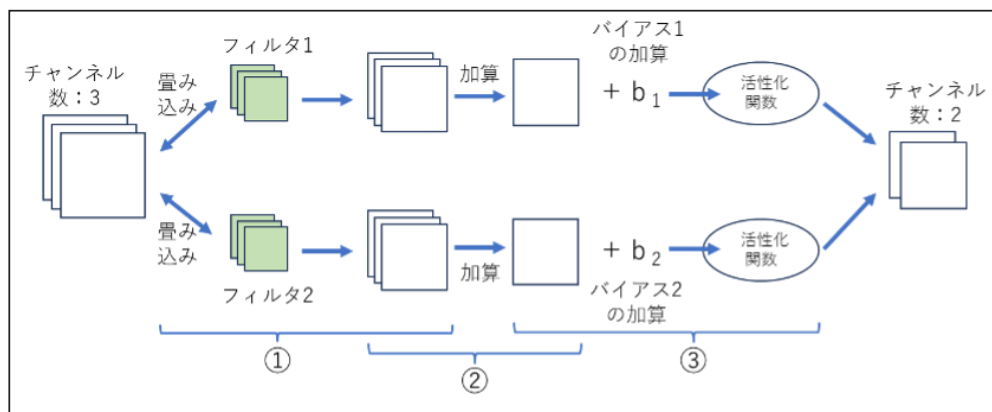 チャンネル
数：3
畳み
込み
フィルタ1
加算
バイアス1
の加算
+ b₁
活性化
関数
チャンネル
数：2
畳み
込み
フィルタ2
加算
+ b₂
バイアス2
の加算
活性化
関数
①
②
③